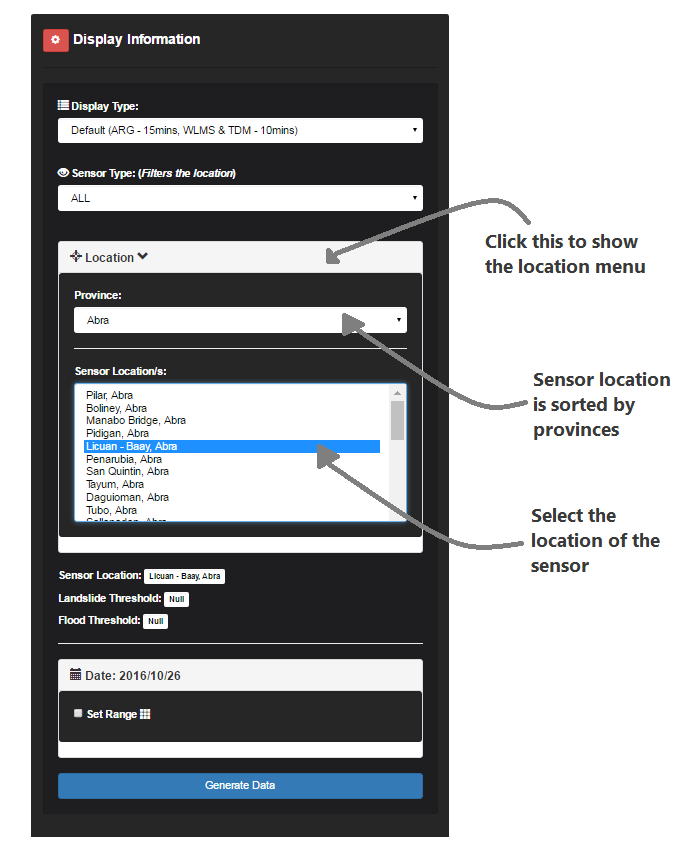 Display Information
Display Type:
Default (ARG - 15mins, WLMS & TDM - 10mins)
Sensor Type: (Filters the location)
ALL
Location
Click this to show
the location menu
Province:
Abra
Sensor location
is sorted by
provinces
Sensor Location/s:
Pilar, Abra
Boliney, Abra
Manabo Bridge, Abra
Pidigan, Abra
Licuan - Baay, Abra
Penarubia, Abra
San Quintin, Abra
Tayum, Abra
Daguioman, Abra
Tubo, Abra
Select the
location of the
sensor
Sensor Location: Licuan - Baay, Abra
Landslide Threshold: Null
Flood Threshold: Null
Date: 2016/10/26
Set Range
Generate Data